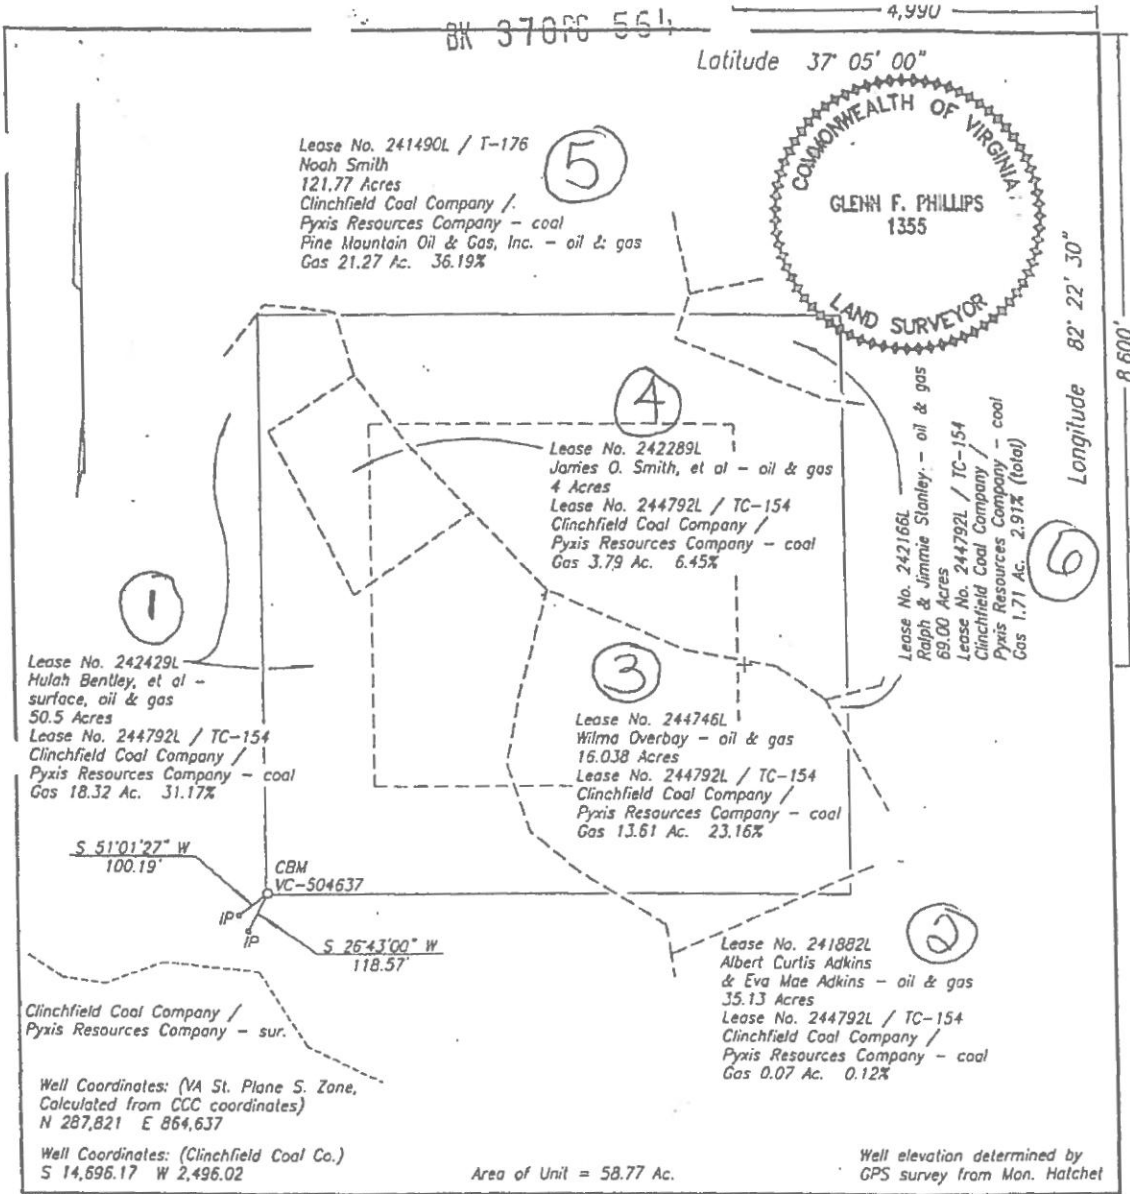 BK 370PG 561
4,990
Latitude 37° 05' 00"
COMMONWEALTH OF VIRGINIA
GLENN F. PHILLIPS
1355
LAND SURVEYOR
Longitude 82° 22' 30"
8,600'
5
Lease No. 241490L / T-176
Noah Smith
121.77 Acres
Clinchfield Coal Company /
Pyxis Resources Company - coal
Pine Mountain Oil & Gas, Inc. - oil & gas
Gas 21.27 Ac. 36.19%
4
Lease No. 242289L
James O. Smith, et al - oil & gas
4 Acres
Lease No. 244792L / TC-154
Clinchfield Coal Company /
Pyxis Resources Company - coal
Gas 3.79 Ac. 6.45%
6
Lease No. 242166L
Ralph & Jimmie Stanley - oil & gas
69.00 Acres
Lease No. 244792L / TC-154
Clinchfield Coal Company /
Pyxis Resources Company - coal
Gas 1.71 Ac. 2.91% (total)
1
Lease No. 242429L
Hulah Bentley, et al -
surface, oil & gas
50.5 Acres
Lease No. 244792L / TC-154
Clinchfield Coal Company /
Pyxis Resources Company - coal
Gas 18.32 Ac. 31.17%
3
Lease No. 244746L
Wilma Overbay - oil & gas
16.038 Acres
Lease No. 244792L / TC-154
Clinchfield Coal Company /
Pyxis Resources Company - coal
Gas 13.61 Ac. 23.16%
S 51°01'27" W
100.19'
CBM
VC-504637
IP
IP
S 26°43'00" W
118.57'
2
Lease No. 241882L
Albert Curtis Adkins
& Eva Mae Adkins - oil & gas
35.13 Acres
Lease No. 244792L / TC-154
Clinchfield Coal Company /
Pyxis Resources Company - coal
Gas 0.07 Ac. 0.12%
Clinchfield Coal Company /
Pyxis Resources Company - sur.
Well Coordinates: (VA St. Plane S. Zone,
Calculated from CCC coordinates)
N 287,821 E 864,637
Well Coordinates: (Clinchfield Coal Co.)
S 14,696.17 W 2,496.02
Area of Unit = 58.77 Ac.
Well elevation determined by
GPS survey from Mon. Hatchet